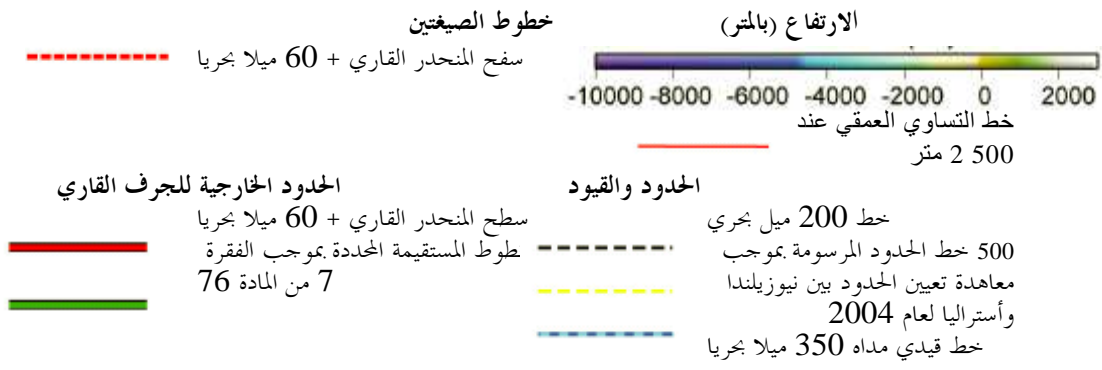 الارتفاع (بالمتر)
خطوط الصيغتين
سفح المنحدر القاري + 60 ميلا بحريا
-10000 -8000 -6000 -4000 -2000 0 2000
خط التساوي العمقي عند
500 2 متر
الحدود والقيود
خط 200 ميل بحري
500 خط الحدود المرسومة بموجب
معاهدة تعيين الحدود بين نيوزيلندا
وأستراليا لعام 2004
خط قيدي مداه 350 ميلا بحريا
الحدود الخارجية للجرف القاري
سطح المنحدر القاري + 60 ميلا بحريا
طوط المستقيمة المحددة بموجب الفقرة
7 من المادة 76